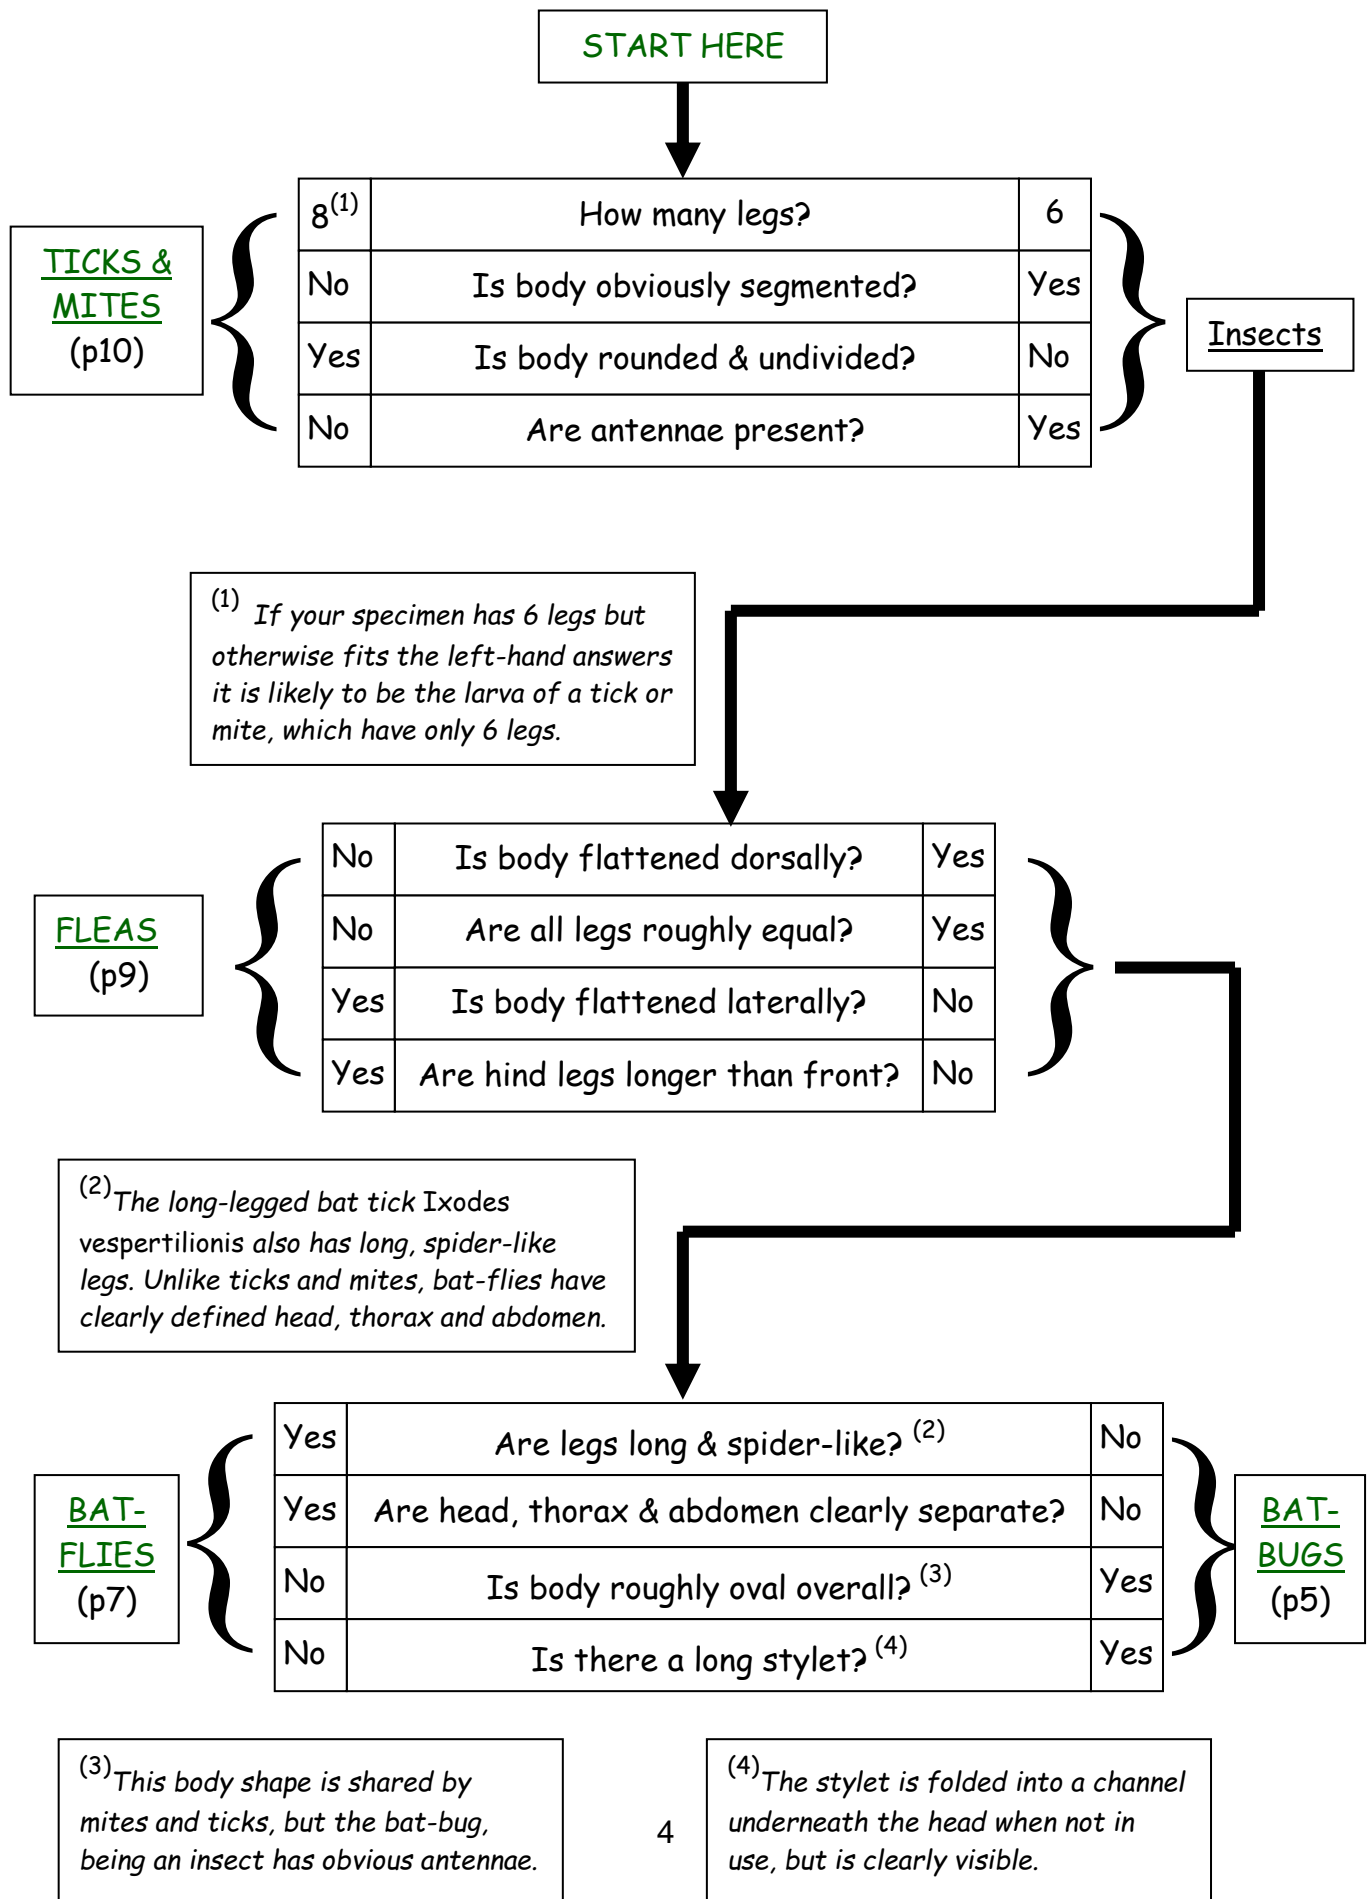 START HERE
8(1) How many legs? 6
No Is body obviously segmented? Yes
Yes Is body rounded & undivided? No
No Are antennae present? Yes
TICKS &
MITES
(p10)
Insects
(1) If your specimen has 6 legs but
otherwise fits the left-hand answers
it is likely to be the larva of a tick or
mite, which have only 6 legs.
No Is body flattened dorsally? Yes
No Are all legs roughly equal? Yes
Yes Is body flattened laterally? No
Yes Are hind legs longer than front? No
FLEAS
(p9)
(2)The long-legged bat tick Ixodes
vespertilionis also has long, spider-like
legs. Unlike ticks and mites, bat-flies have
clearly defined head, thorax and abdomen.
Yes Are legs long & spider-like? (2) No
Yes Are head, thorax & abdomen clearly separate? No
No Is body roughly oval overall? (3) Yes
No Is there a long stylet? (4) Yes
BAT-
FLIES
(p7)
BAT-
BUGS
(p5)
(3)This body shape is shared by
mites and ticks, but the bat-bug,
being an insect has obvious antennae.
4
(4)The stylet is folded into a channel
underneath the head when not in
use, but is clearly visible.